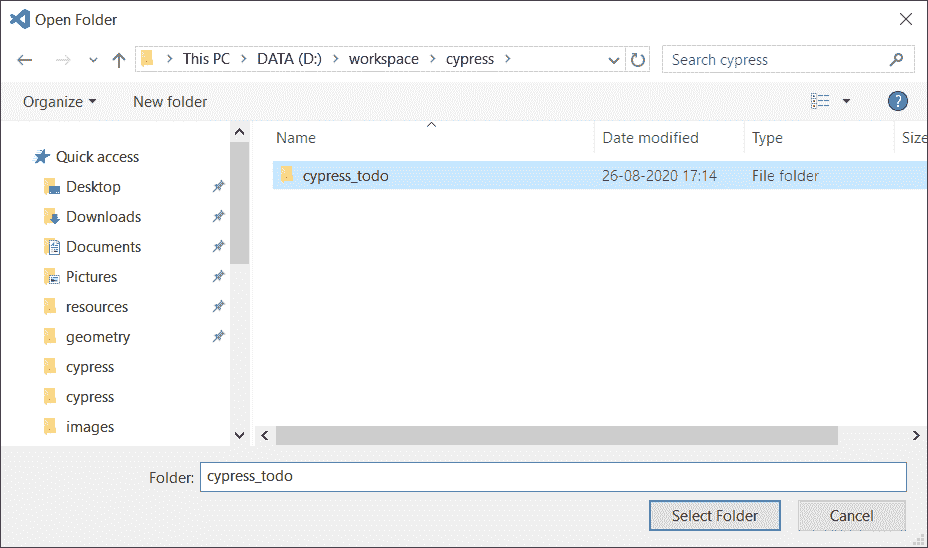 Open Folder
This PC > DATA (D:) > workspace > cypress >
Search cypress
Organize New folder
?
Name Date modified Type Size
Quick access
Desktop
Downloads
Documents
Pictures
resources
geometry
cypress
cypress
images
cypress_todo 26-08-2020 17:14 File folder
Folder: cypress_todo
Select Folder Cancel